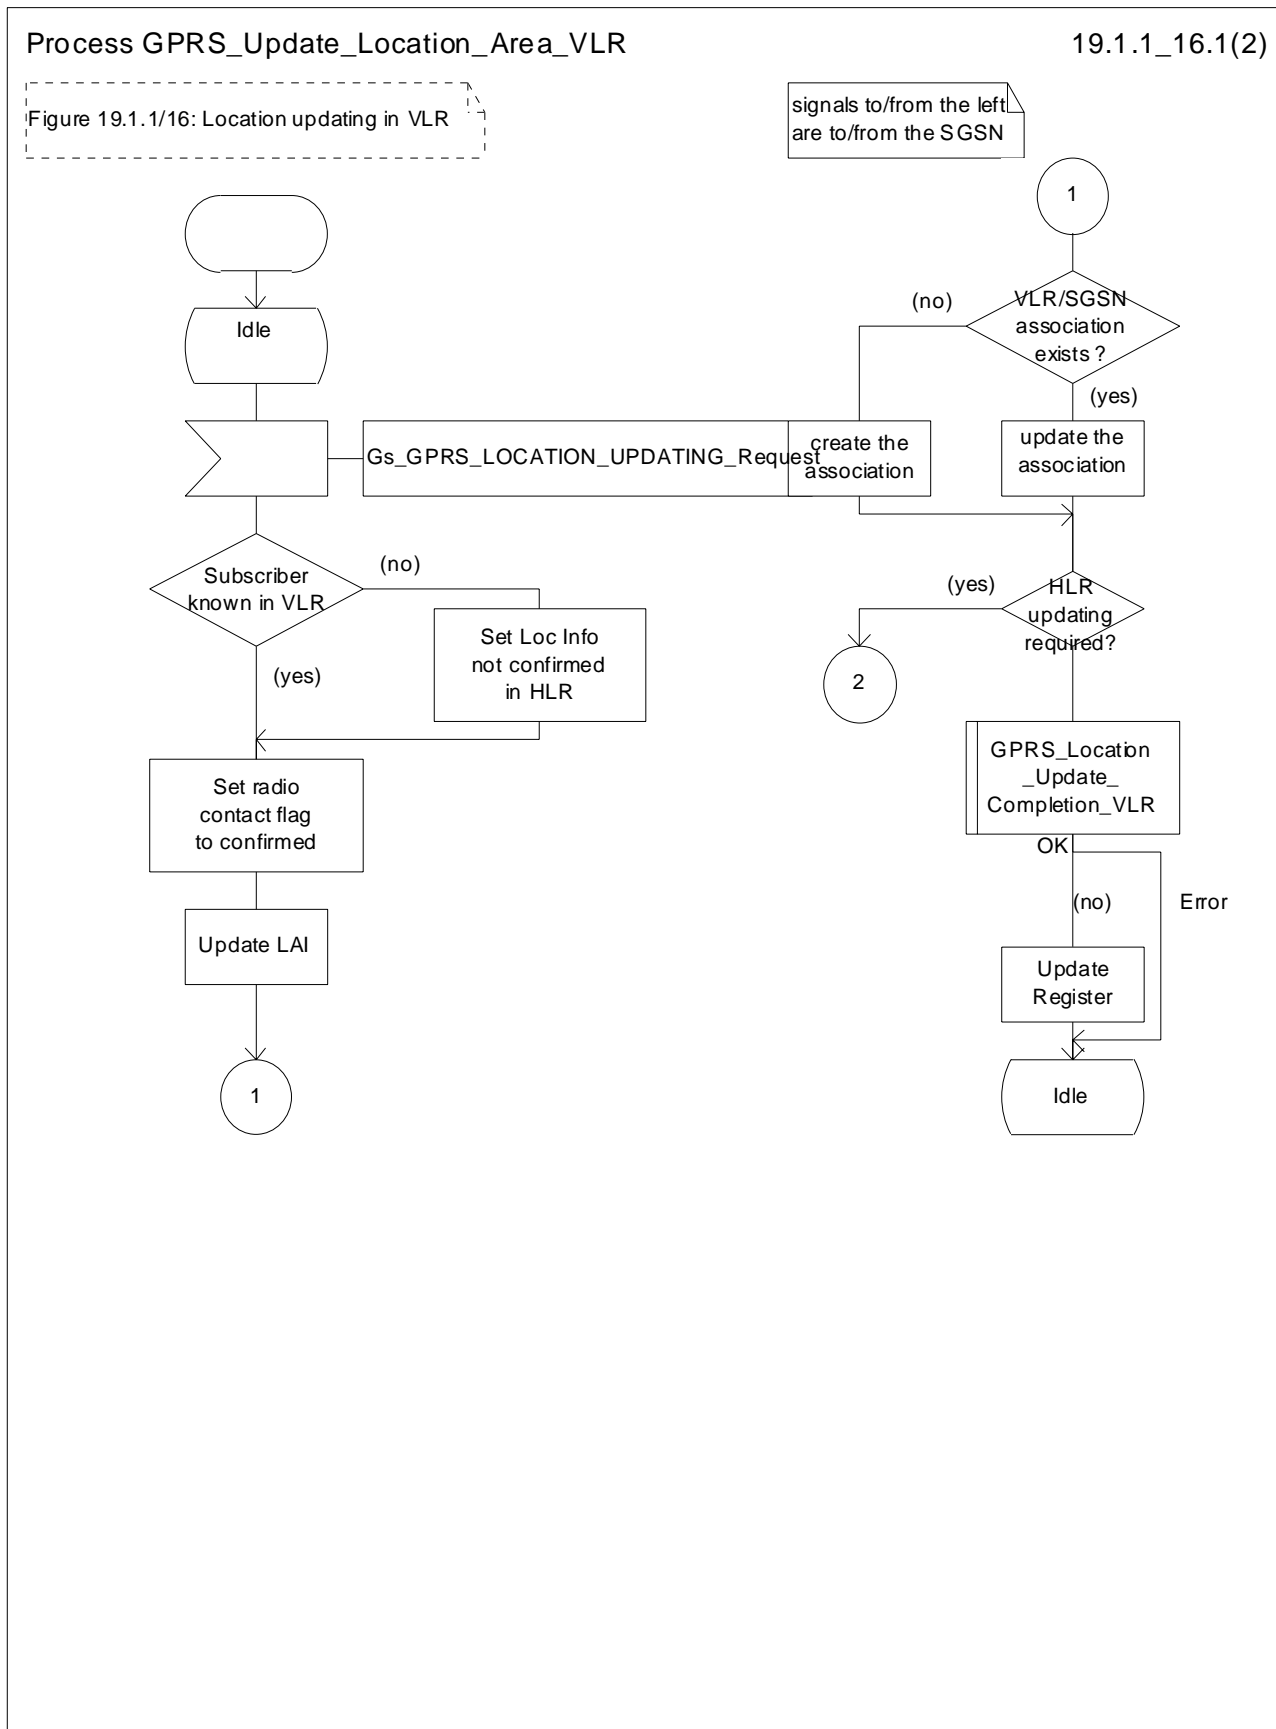 Process GPRS_Update_Location_Area_VLR
19.1.1_16.1(2)
Figure 19.1.1/16: Location updating in VLR
signals to/from the left
are to/from the SGSN
Idle
Gs_GPRS_LOCATION_UPDATING_Request
Subscriber
known in VLR
(no)
Set Loc Info
not confirmed
in HLR
(yes)
Set radio
contact flag
to confirmed
Update LAI
1
1
VLR/SGSN
association
exists ?
(no)
(yes)
create the
association
update the
association
HLR
updating
required?
(yes)
2
GPRS_Location
_Update_
Completion_VLR
OK
(no)
Error
Update
Register
Idle